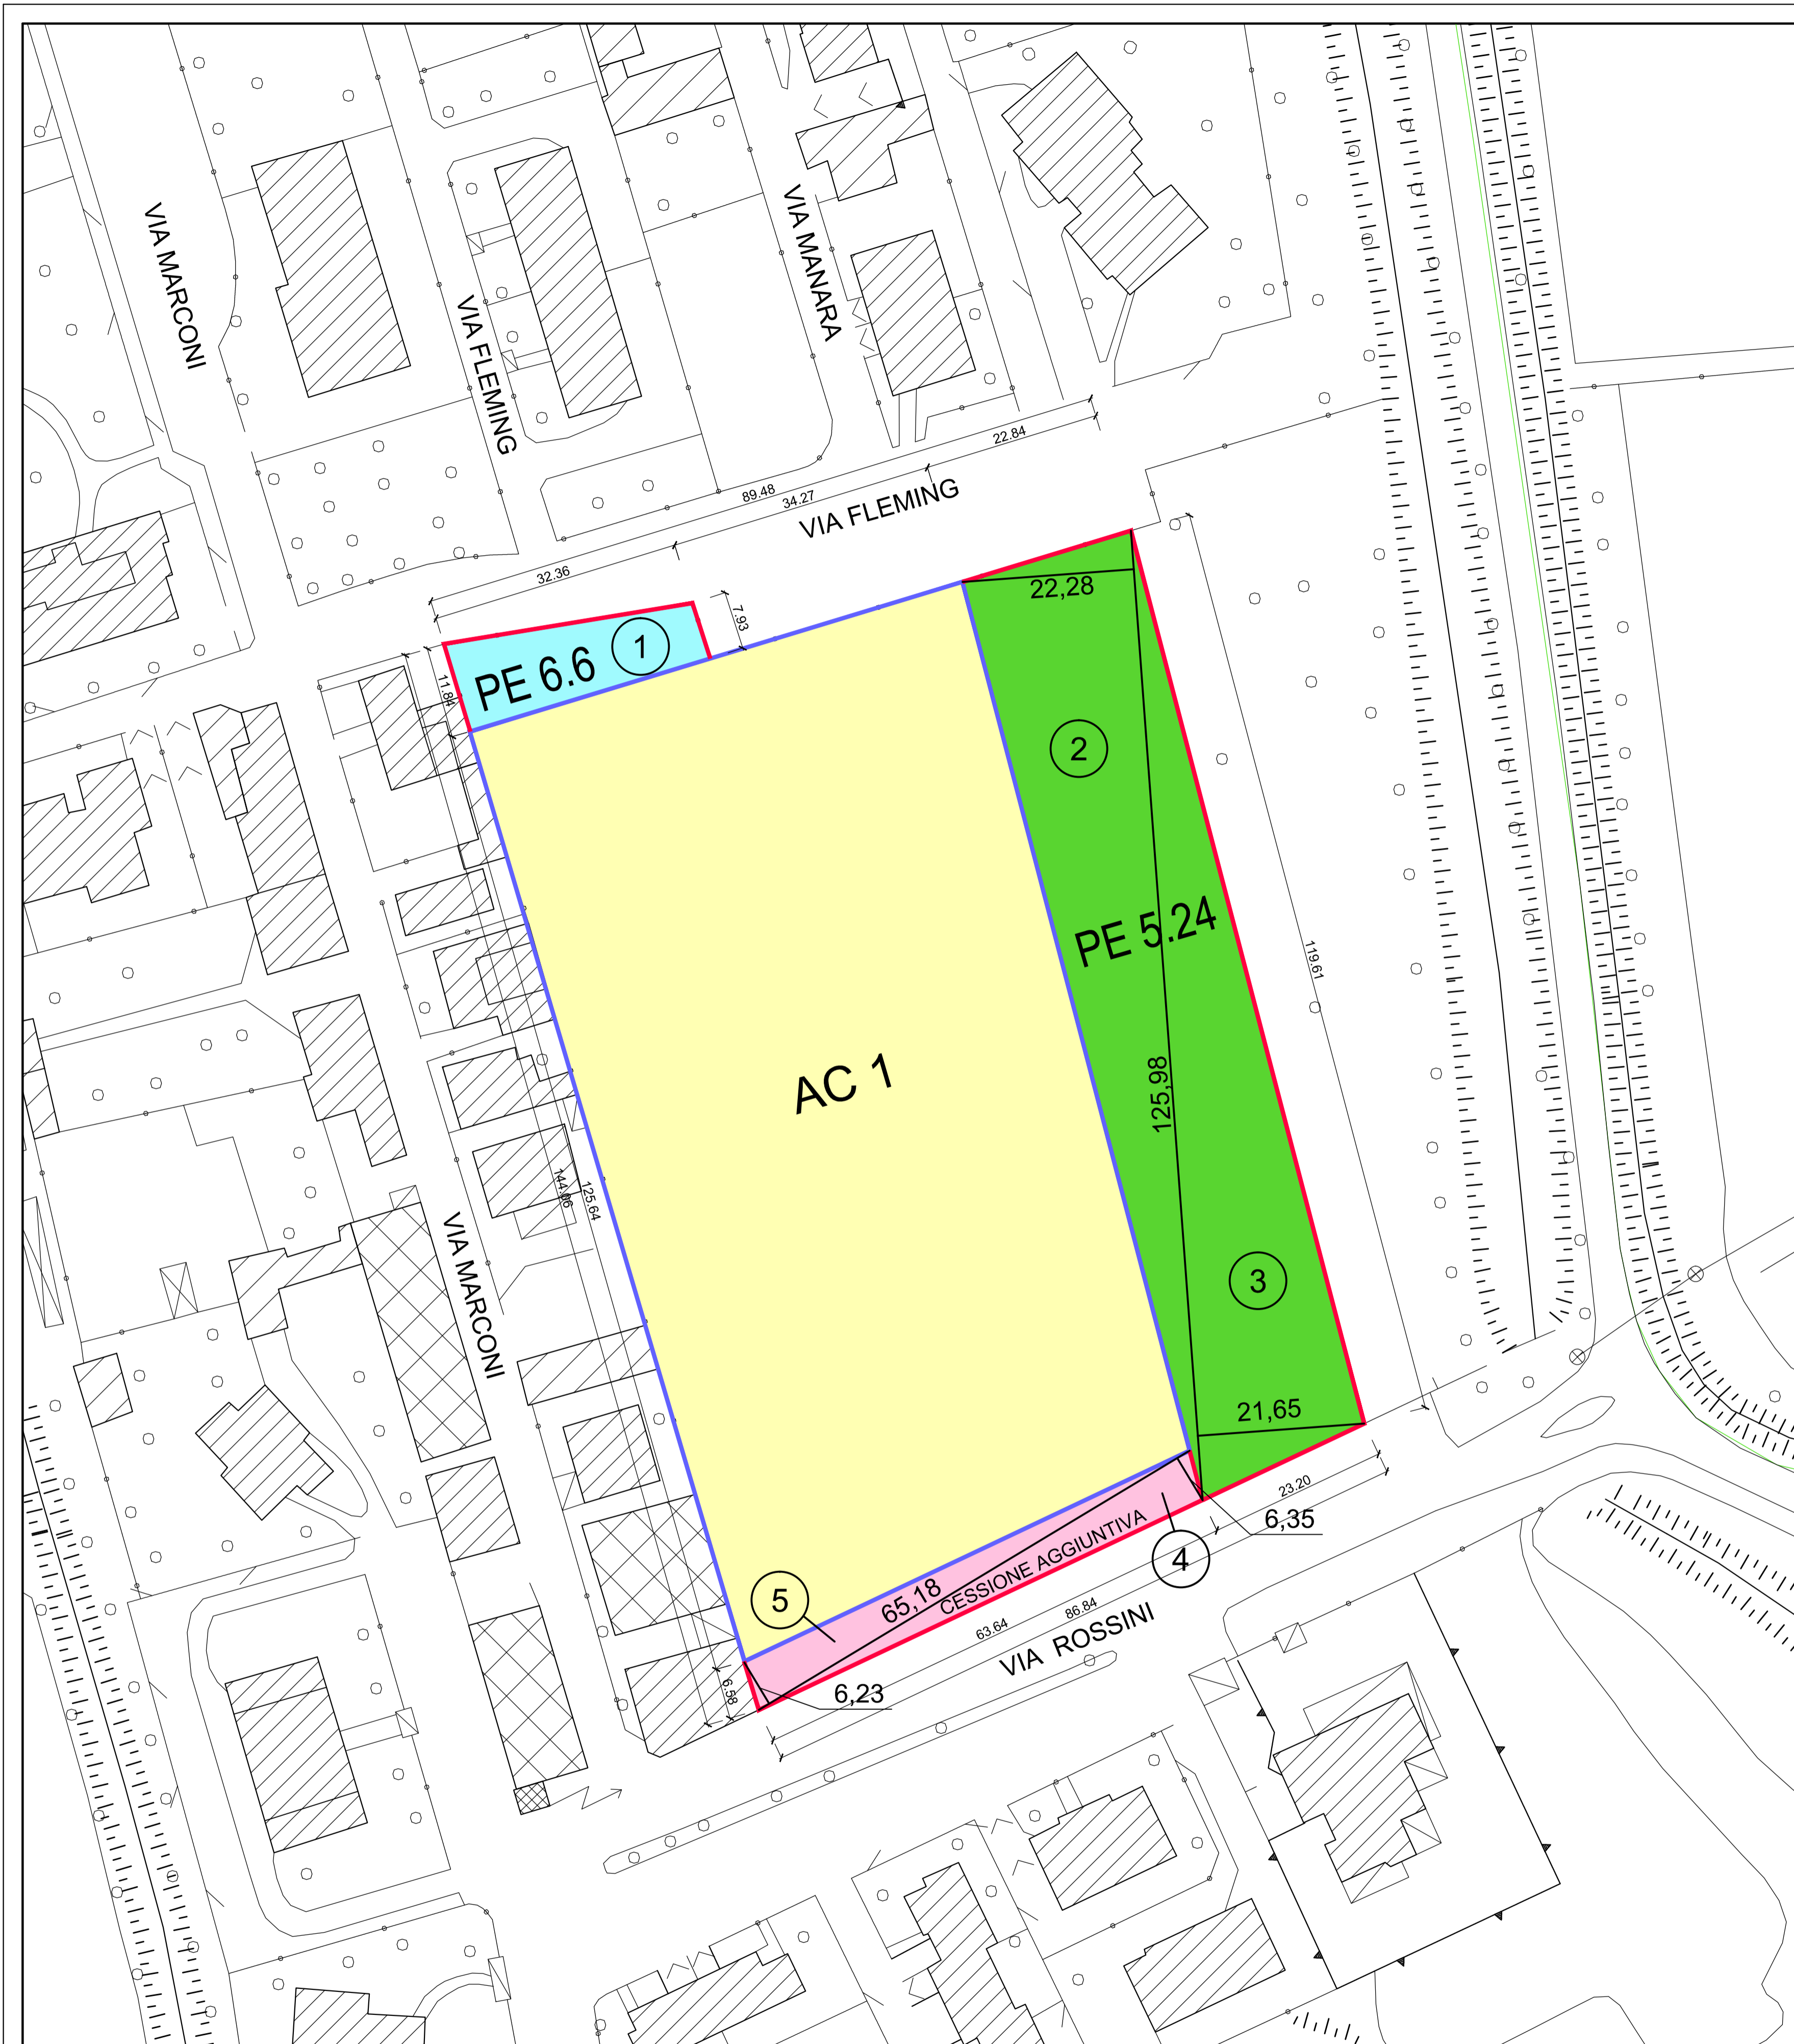 VIA MARCONI
VIA FLEMING
VIA MANARA
22.84
89.48
34.27
VIA FLEMING
32.36
7.93
22,28
PE 6.6
1
11.84
2
PE 5.24
119.61
AC 1
125,98
144.06
125.64
VIA MARCONI
3
21,65
23.20
6,35
CESSIONE AGGIUNTIVA
4
65,18
5
86.84
63.64
VIA ROSSINI
6.58
6,23